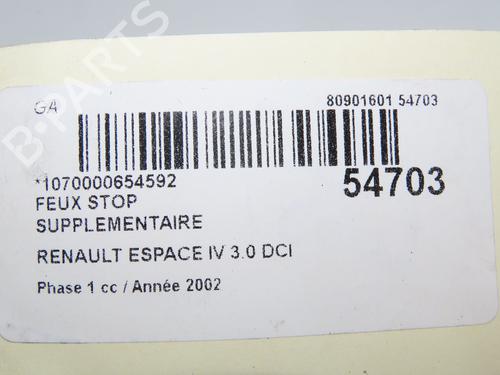 GA
80901601 54703
*1070000654592
54703
FEUX STOP
SUPPLEMENTAIRE
RENAULT ESPACE IV 3.0 DCI
Phase 1 cc / Année 2002
B-PARTS